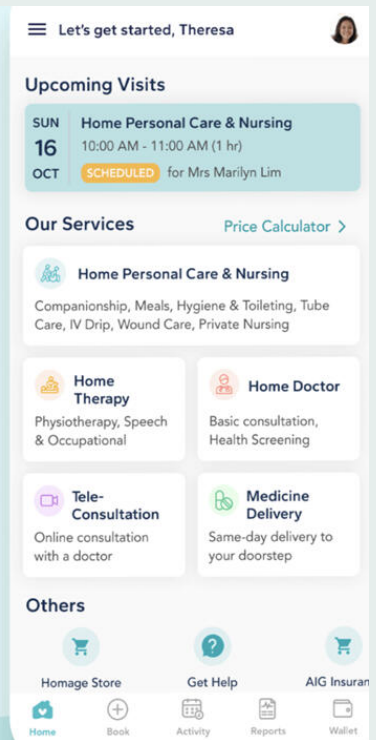 Let's get started, Theresa
Upcoming Visits
SUN
16
OCT
Home Personal Care & Nursing
10:00 AM - 11:00 AM (1 hr)
SCHEDULED for Mrs Marilyn Lim
Our Services
Price Calculator >
Home Personal Care & Nursing
Companionship, Meals, Hygiene & Toileting, Tube
Care, IV Drip, Wound Care, Private Nursing
Home
Therapy
Physiotherapy, Speech
& Occupational
Home Doctor
Basic consultation,
Health Screening
Tele-
Consultation
Online consultation
with a doctor
Medicine
Delivery
Same-day delivery to
your doorstep
Others
Homage Store
Get Help
AIG Insuran
Home
Book
Activity
Reports
Wallet